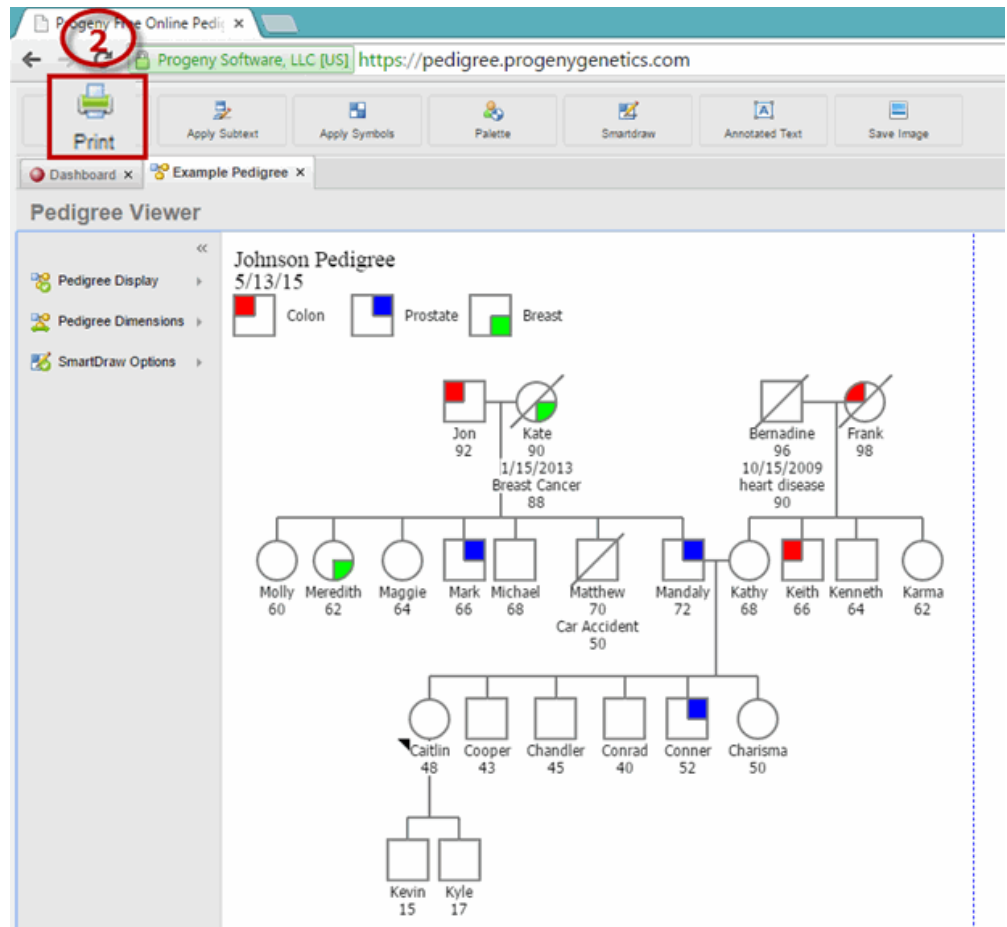 Progeny Free Online Pedig
2
Progeny Software, LLC [US] https://pedigree.progenygenetics.com
Print Apply Subtext Apply Symbols Palette Smartdraw Annotated Text Save Image
Dashboard Example Pedigree
Pedigree Viewer
Pedigree Display
Pedigree Dimensions
SmartDraw Options
Johnson Pedigree
5/13/15
Colon Prostate Breast
Jon Kate Bernadine Frank
92 90 96 98
1/15/2013 10/15/2009
Breast Cancer heart disease
88 90
Molly Meredith Maggie Mark Michael Matthew Mandaly Kathy Keith Kenneth Karma
60 62 64 66 68 70 72 68 66 64 62
Car Accident
50
Caitlin Cooper Chandler Conrad Conner Charisma
48 43 45 40 52 50
Kevin Kyle
15 17